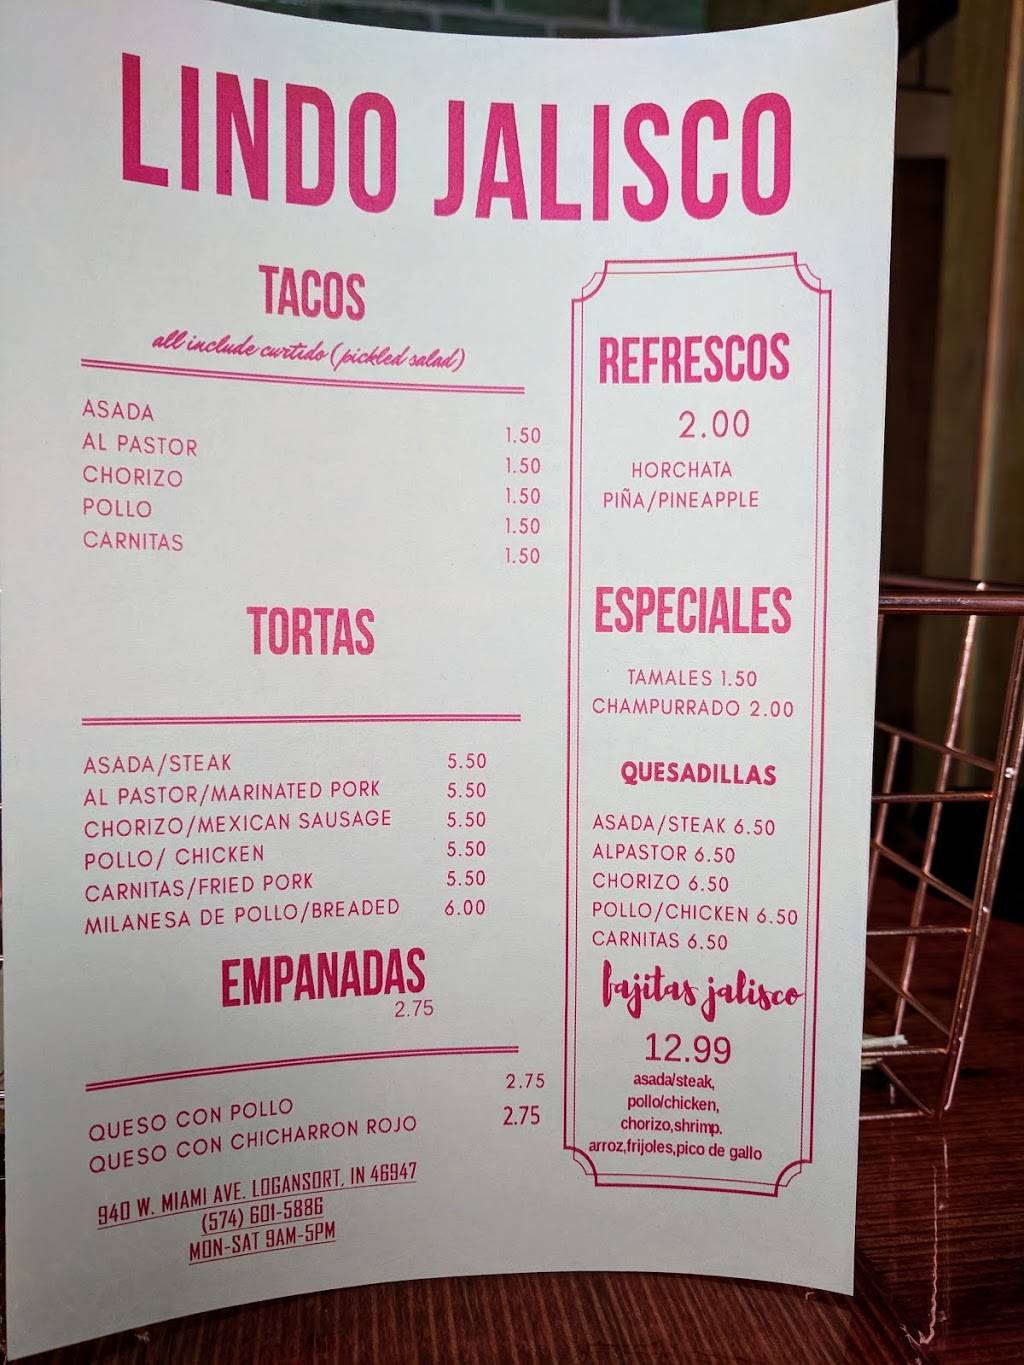 LINDO JALISCO
TACOS
all include curtido (pickled salad)
ASADA 1.50
AL PASTOR 1.50
CHORIZO 1.50
POLLO 1.50
CARNITAS 1.50
TORTAS
ASADA/STEAK 5.50
AL PASTOR/MARINATED PORK 5.50
CHORIZO/MEXICAN SAUSAGE 5.50
POLLO/ CHICKEN 5.50
CARNITAS/FRIED PORK 5.50
MILANESA DE POLLO/BREADED 6.00
EMPANADAS
2.75
QUESO CON POLLO 2.75
QUESO CON CHICHARRON ROJO 2.75
940 W. MIAMI AVE. LOGANSORT, IN 46947
(574) 601-5886
MON-SAT 9AM-5PM
REFRESCOS
2.00
HORCHATA
PIÑA/PINEAPPLE
ESPECIALES
TAMALES 1.50
CHAMPURRADO 2.00
QUESADILLAS
ASADA/STEAK 6.50
ALPASTOR 6.50
CHORIZO 6.50
POLLO/CHICKEN 6.50
CARNITAS 6.50
fajitas jalisco
12.99
asada/steak,
pollo/chicken,
chorizo,shrimp.
arroz,frijoles,pico de gallo